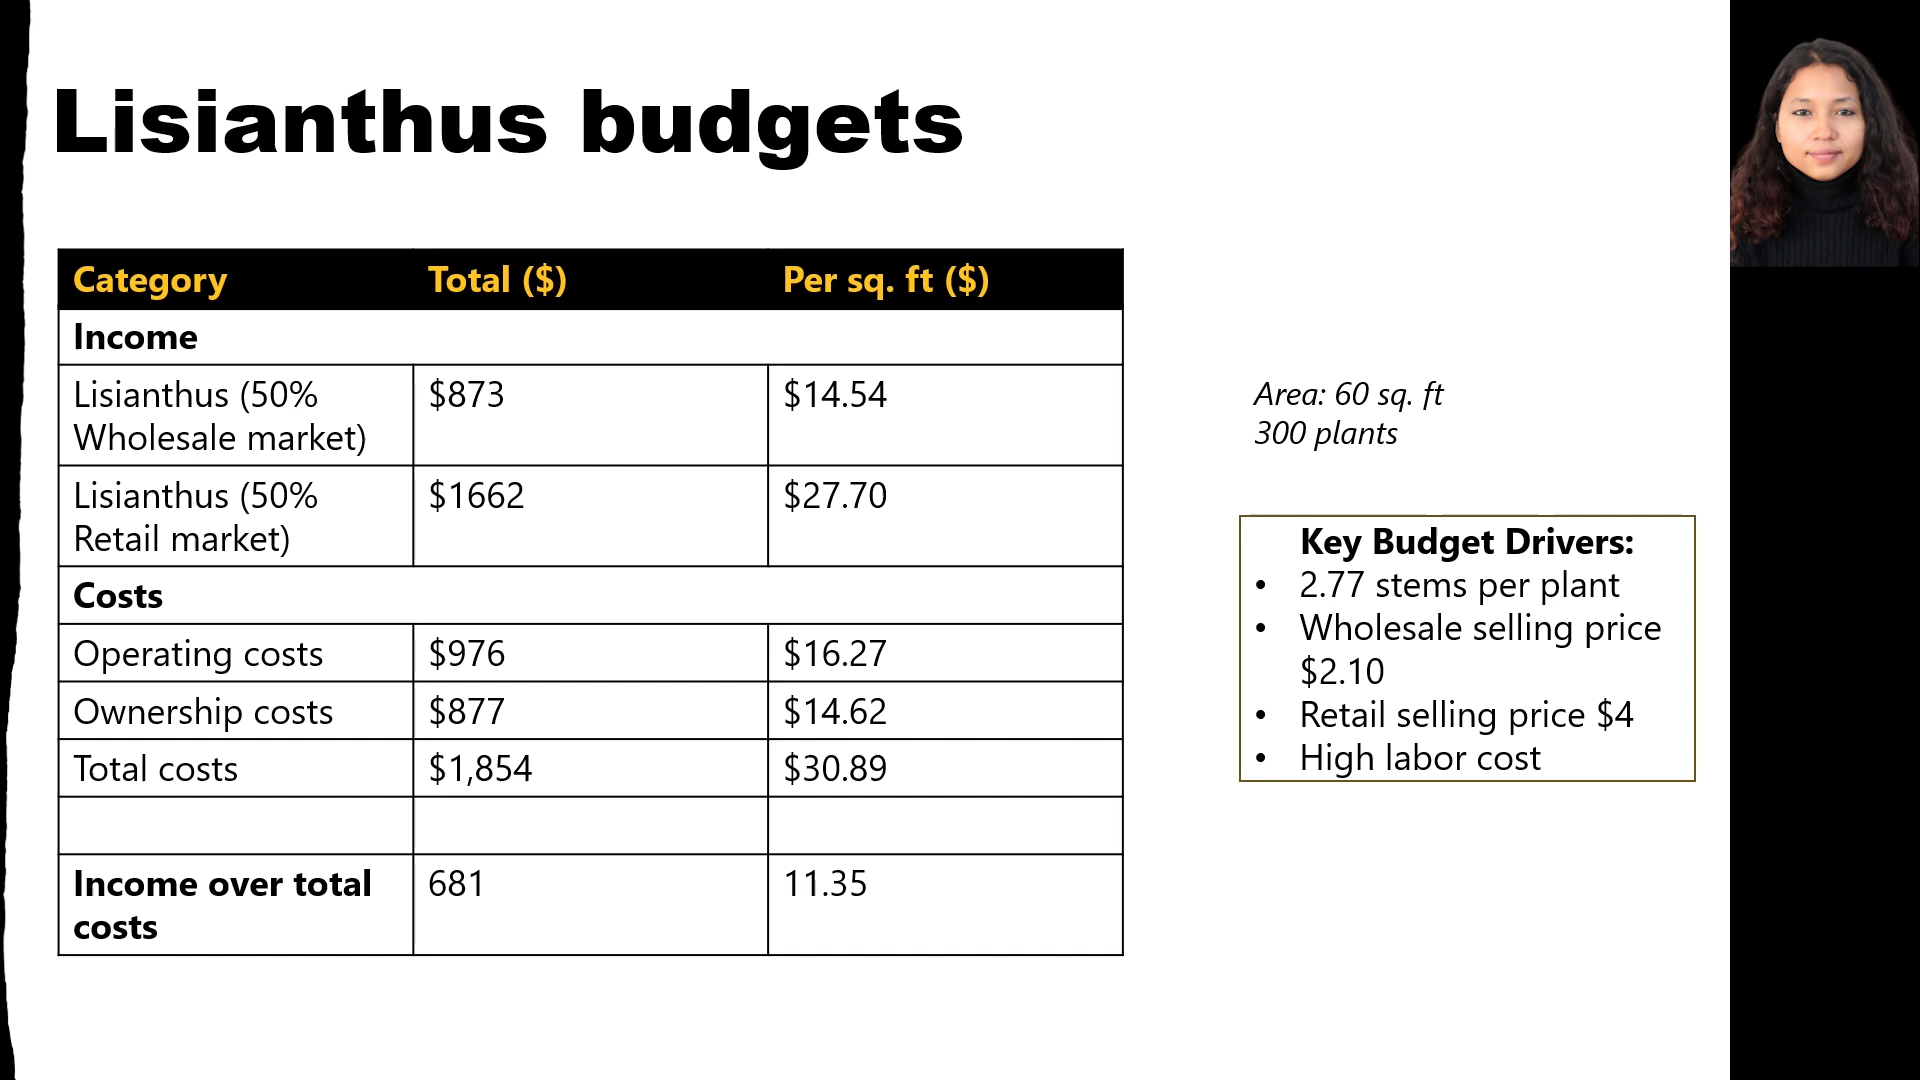 Lisianthus budgets
Category Total ($) Per sq. ft ($)
Income
Lisianthus (50% $873 $14.54
Wholesale market)
Lisianthus (50% $1662 $27.70
Retail market)
Costs
Operating costs $976 $16.27
Ownership costs $877 $14.62
Total costs $1,854 $30.89
Income over total 681 11.35
costs
Area: 60 sq. ft
300 plants
Key Budget Drivers:
• 2.77 stems per plant
• Wholesale selling price
$2.10
• Retail selling price $4
• High labor cost